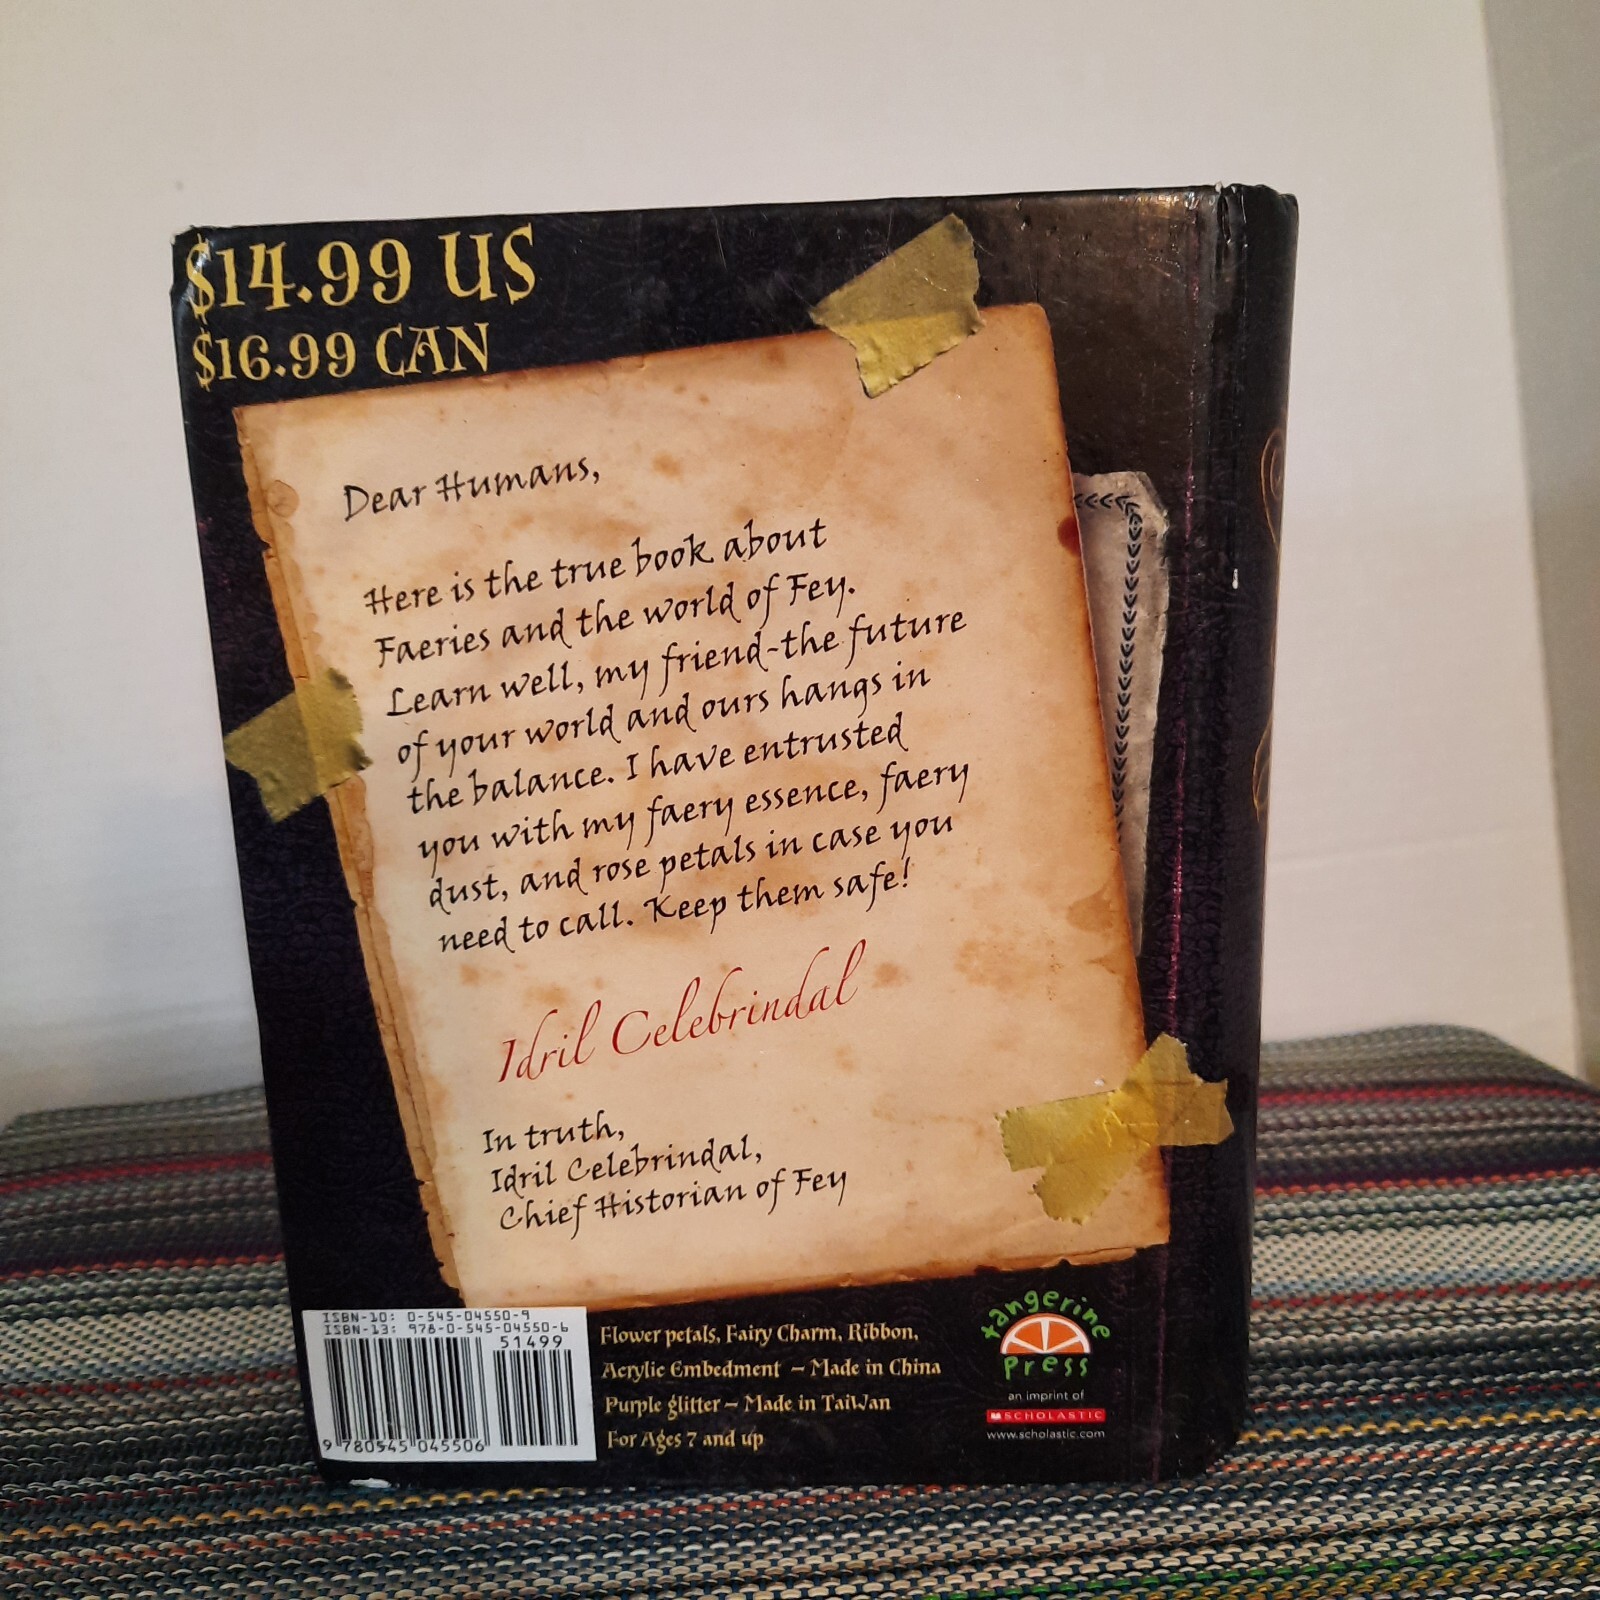 $14.99 US
$16.99 CAN
Dear Humans,
Here is the true book about
Faeries and the world of Fey.
Learn well, my friend-the future
of your world and ours hangs in
the balance. I have entrusted
you with my faery essence, faery
dust, and rose petals in case you
need to call. Keep them safe!
Idril Celebrindal
In truth,
Idril Celebrindal,
Chief Historian of Fey
ISBN-10: 0-545-04550-9
ISBN-13: 978-0-545-04550-6
51499
9 780545 045506
Flower petals, Fairy Charm, Ribbon,
Acrylic Embedment – Made in China
Purple glitter – Made in TaiWan
For Ages 7 and up
tangerine
press
an imprint of
SCHOLASTIC
www.scholastic.com